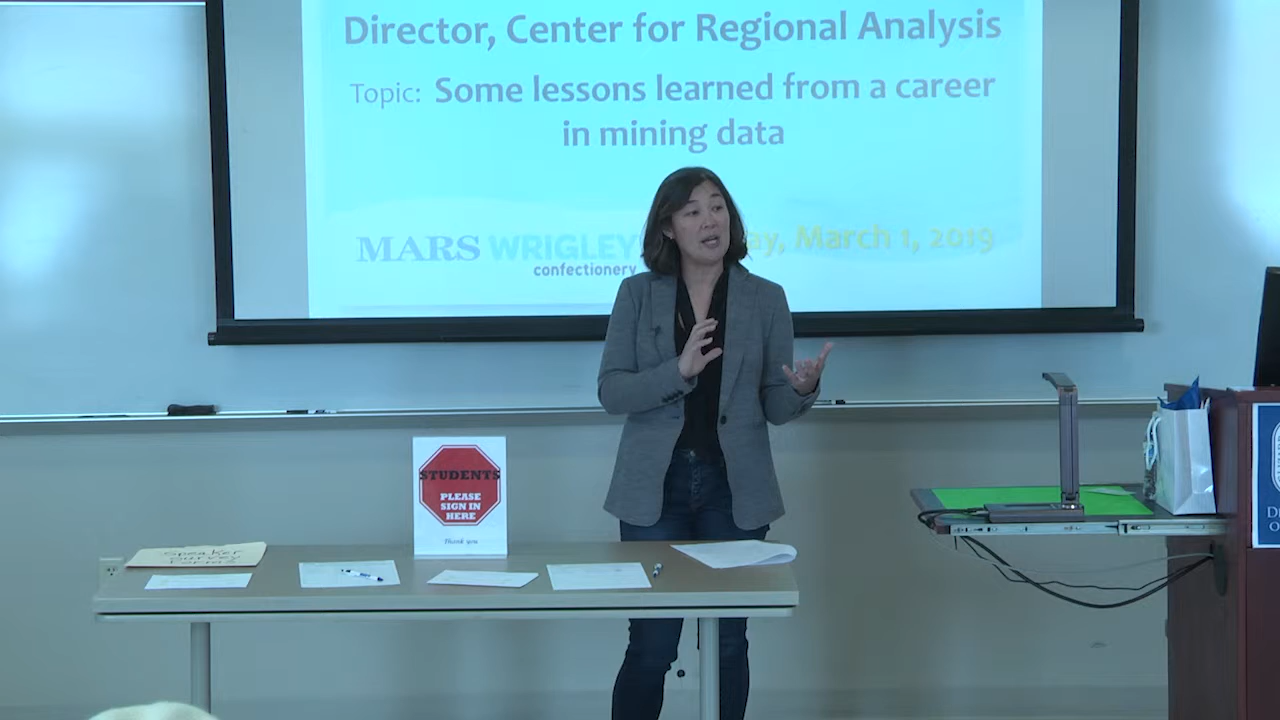 Director, Center for Regional Analysis
Topic: Some lessons learned from a career
in mining data
MARS WRIGLEY
confectionery
ay, March 1, 2019
STUDENTS
PLEASE
SIGN IN
HERE
Thank you
Speaker
Survey
Forms